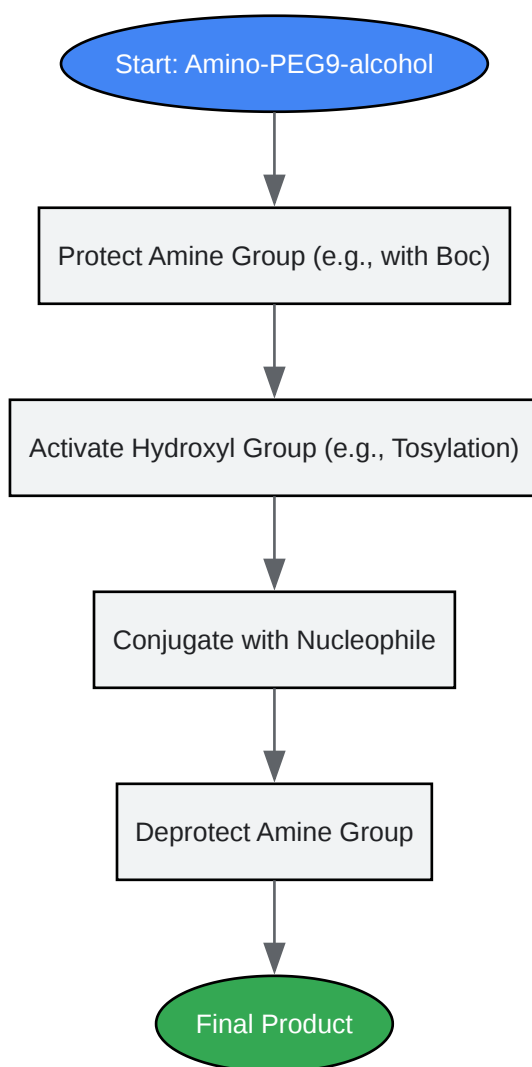 Start: Amino-PEG9-alcohol
Protect Amine Group (e.g., with Boc)
Activate Hydroxyl Group (e.g., Tosylation)
Conjugate with Nucleophile
Deprotect Amine Group
Final Product